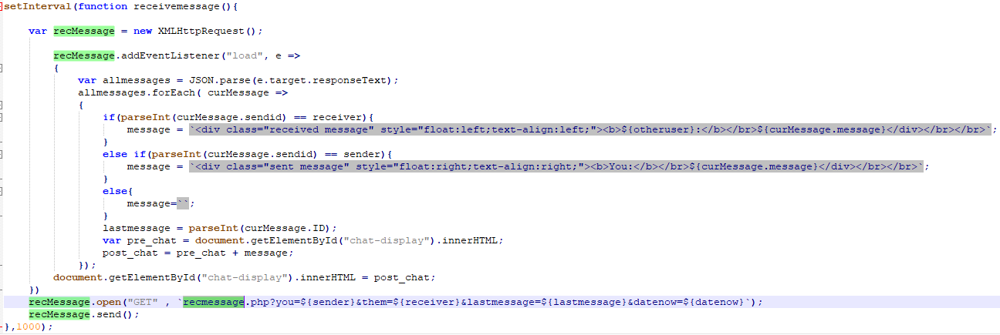 setInterval(function receivemessage(){
var recMessage = new XMLHttpRequest();
recMessage.addEventListener("load", e =>
{
var allmessages = JSON.parse(e.target.responseText);
allmessages.forEach( curMessage =>
{
if(parseInt(curMessage.sendid) == receiver){
message = `<div class="received message" style="float:left;text-align:left;"><b>${otheruser}:</b></br>${curMessage.message}</div></br></br>`;
}
else if(parseInt(curMessage.sendid) == sender){
message = `<div class="sent message" style="float:right;text-align:right;"><b>You:</b></br>${curMessage.message}</div></br></br>`;
}
else{
message=``;
}
lastmessage = parseInt(curMessage.ID);
var pre_chat = document.getElementById("chat-display").innerHTML;
post_chat = pre_chat + message;
});
document.getElementById("chat-display").innerHTML = post_chat;
})
recMessage.open("GET" , `recmessage.php?you=${sender}&them=${receiver}&lastmessage=${lastmessage}&datenow=${datenow}`);
recMessage.send();
},1000);